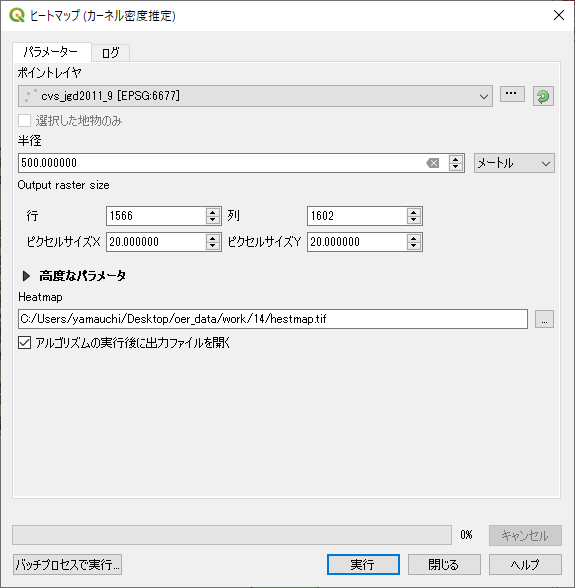 ヒートマップ (カーネル密度推定)
パラメーター ログ
ポイントレイヤ
cvs_jgd2011_9 [EPSG:6677] ...
選択した地物のみ
半径
500.000000 メートル
Output raster size
行 1566 列 1602
ピクセルサイズX 20.000000 ピクセルサイズY 20.000000
高度なパラメータ
Heatmap
C:/Users/yamauchi/Desktop/oer_data/work/14/hestmap.tif ...
アルゴリズムの実行後に出力ファイルを開く
0% キャンセル
バッチプロセスで実行... 実行 閉じる ヘルプ